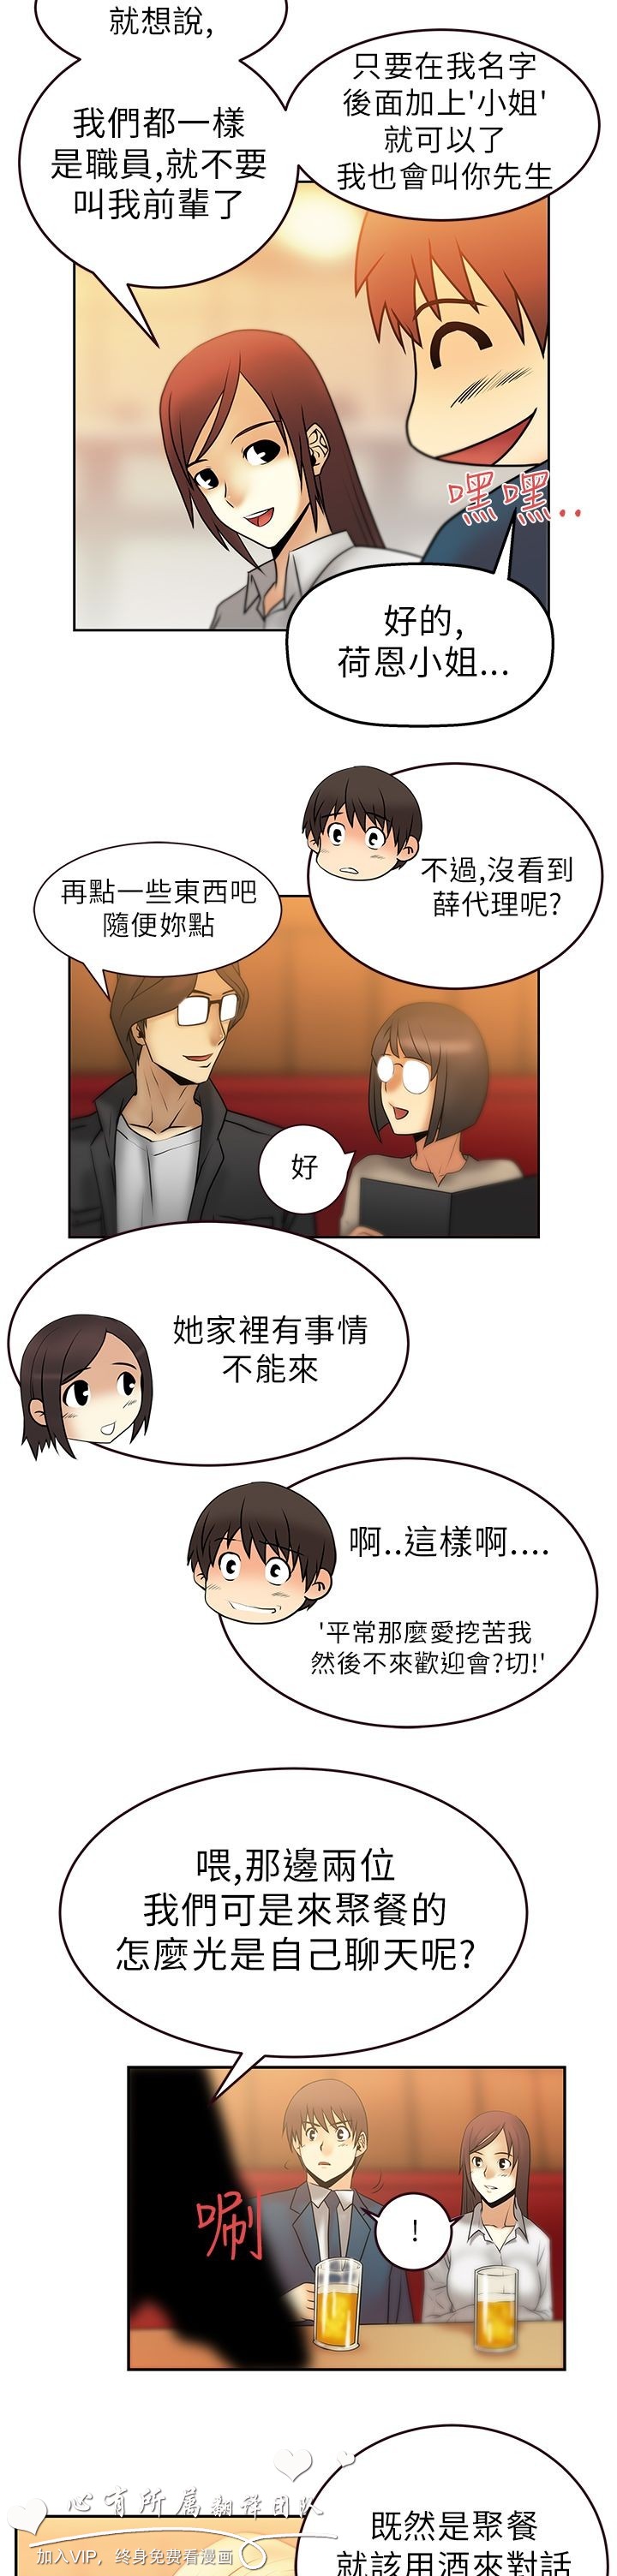 就想說,
我們都一樣
是職員,就不要
叫我前輩了
只要在我名字
後面加上'小姐'
就可以了
我也會叫你先生
嘿嘿..
好的,
荷恩小姐...
不過,沒看到
薛代理呢?
再點一些東西吧
隨便妳點
好
她家裡有事情
不能來
啊..這樣啊....
'平常那麼愛挖苦我
然後不來歡迎會?切!'
喂,那邊兩位
我們可是來聚餐的
怎麼光是自己聊天呢?
唰
!
既然是聚餐
就該用酒來對話
心有所属翻译团队
加入VIP，终身免费看漫画